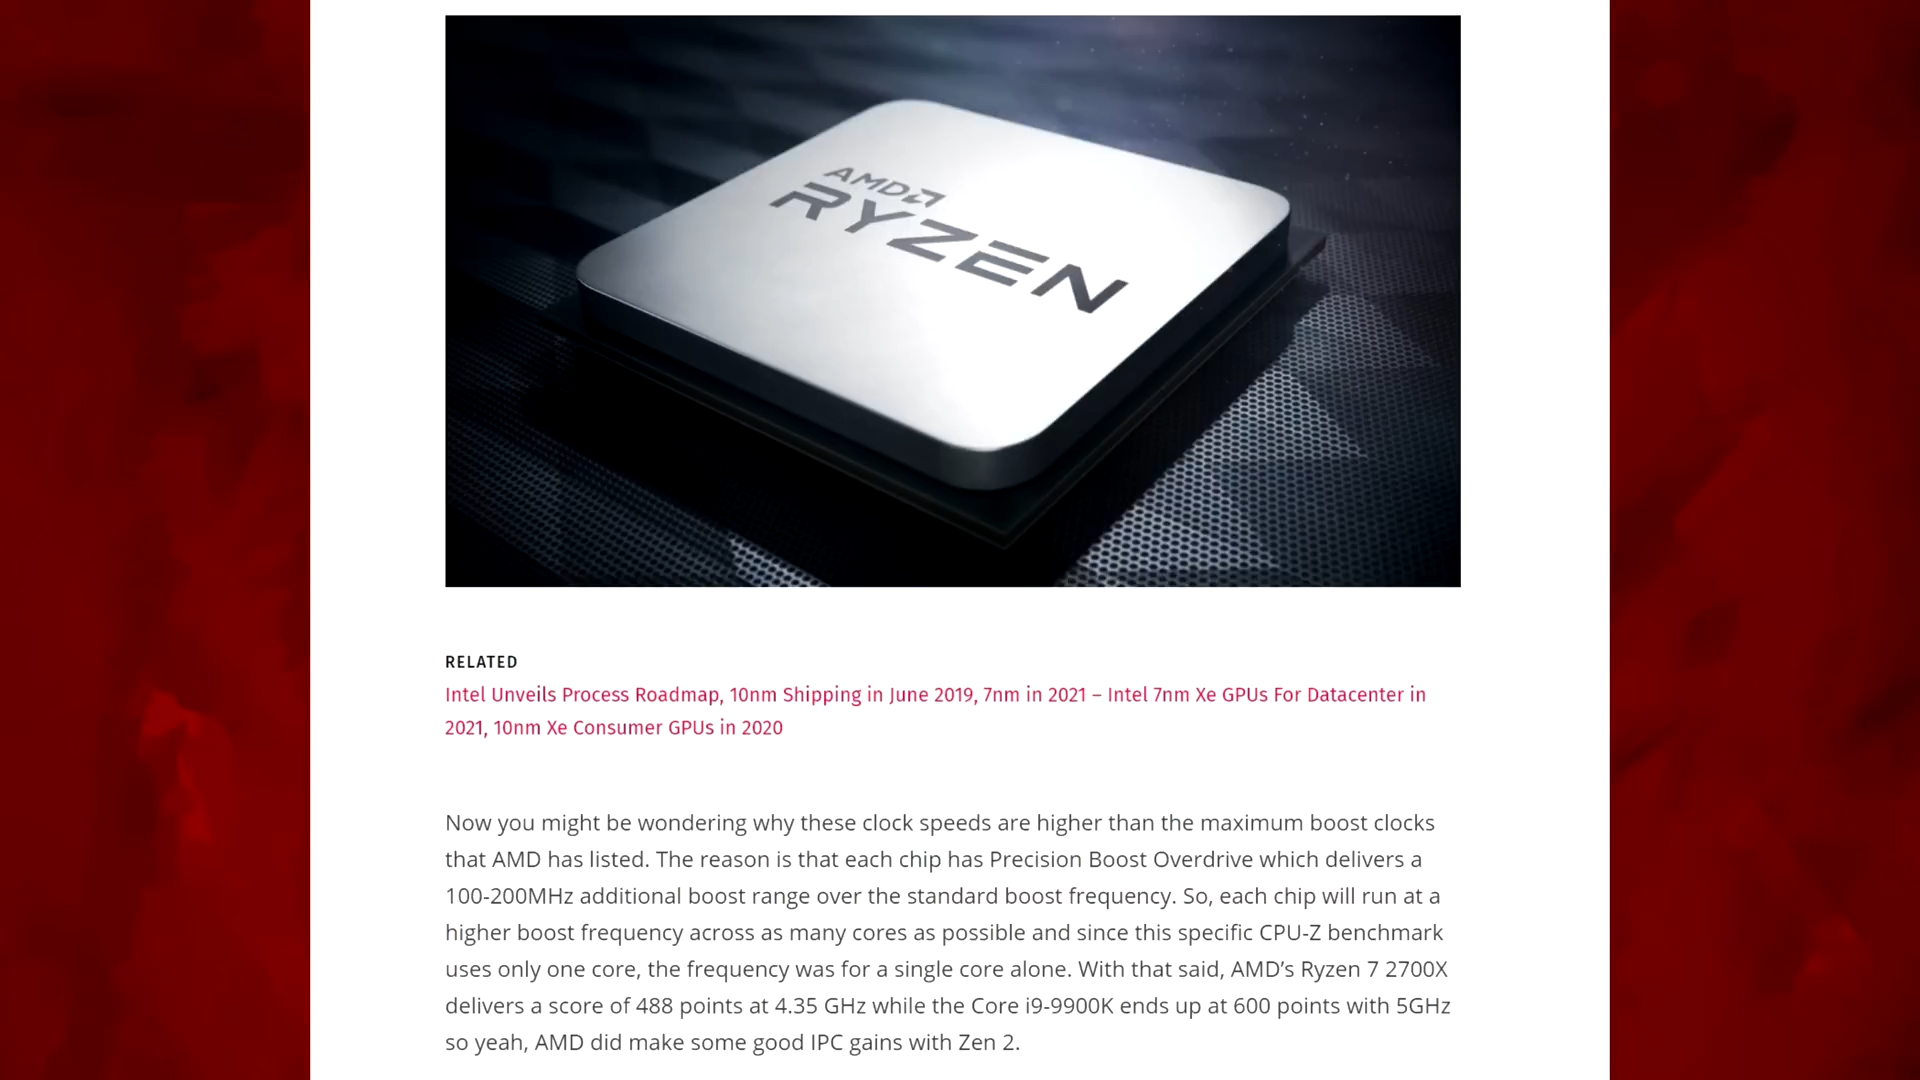 AMD
RYZEN
RELATED
Intel Unveils Process Roadmap, 10nm Shipping in June 2019, 7nm in 2021 – Intel 7nm Xe GPUs For Datacenter in
2021, 10nm Xe Consumer GPUs in 2020
Now you might be wondering why these clock speeds are higher than the maximum boost clocks
that AMD has listed. The reason is that each chip has Precision Boost Overdrive which delivers a
100-200MHz additional boost range over the standard boost frequency. So, each chip will run at a
higher boost frequency across as many cores as possible and since this specific CPU-Z benchmark
uses only one core, the frequency was for a single core alone. With that said, AMD’s Ryzen 7 2700X
delivers a score of 488 points at 4.35 GHz while the Core i9-9900K ends up at 600 points with 5GHz
so yeah, AMD did make some good IPC gains with Zen 2.